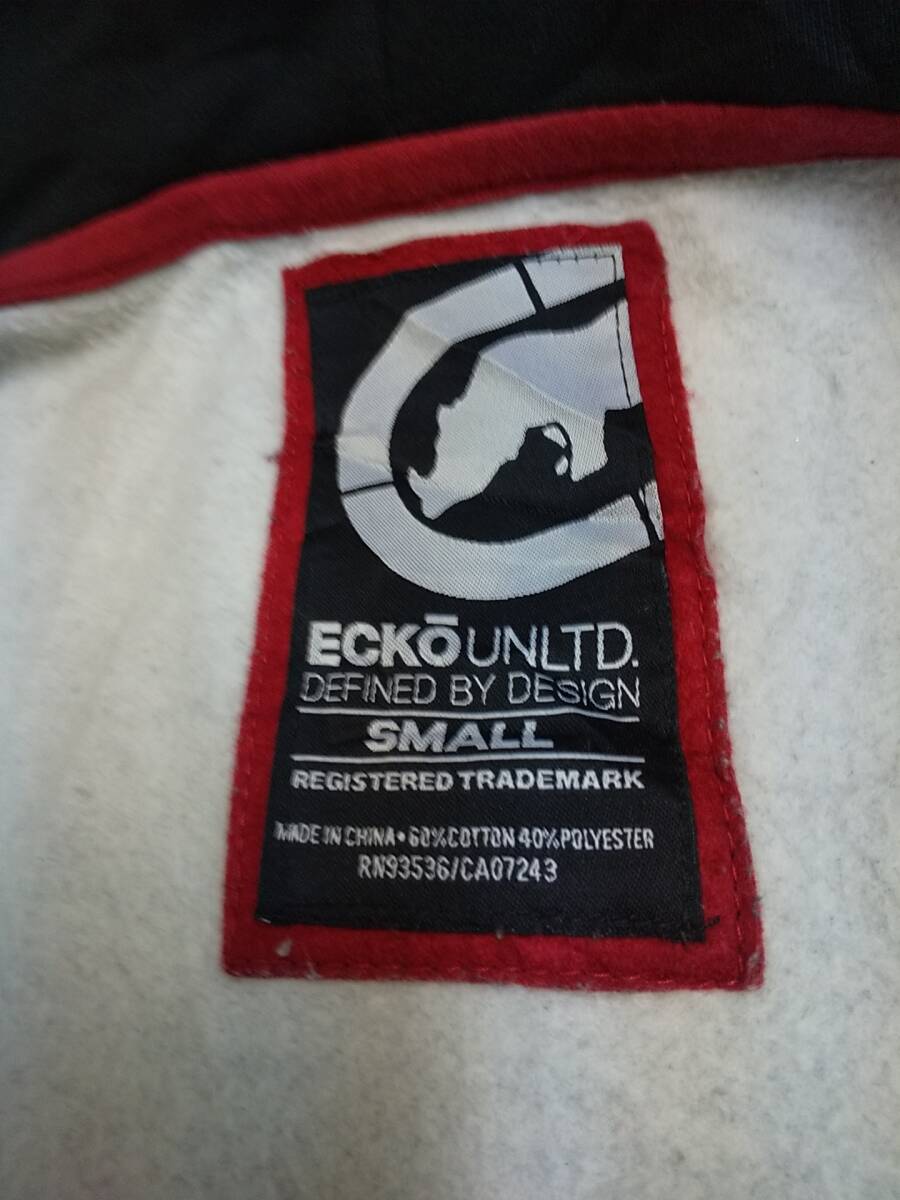 ECKŌ UNLTD.
DEFINED BY DESIGN
SMALL
REGISTERED TRADEMARK
MADE IN CHINA • 60% COTTON 40% POLYESTER
RN93536/CA07243